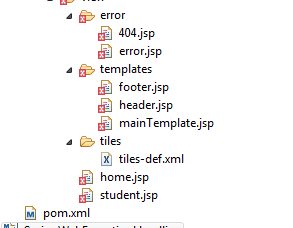 error
404.jsp
error.jsp
templates
footer.jsp
header.jsp
mainTemplate.jsp
tiles
tiles-def.xml
home.jsp
student.jsp
pom.xml